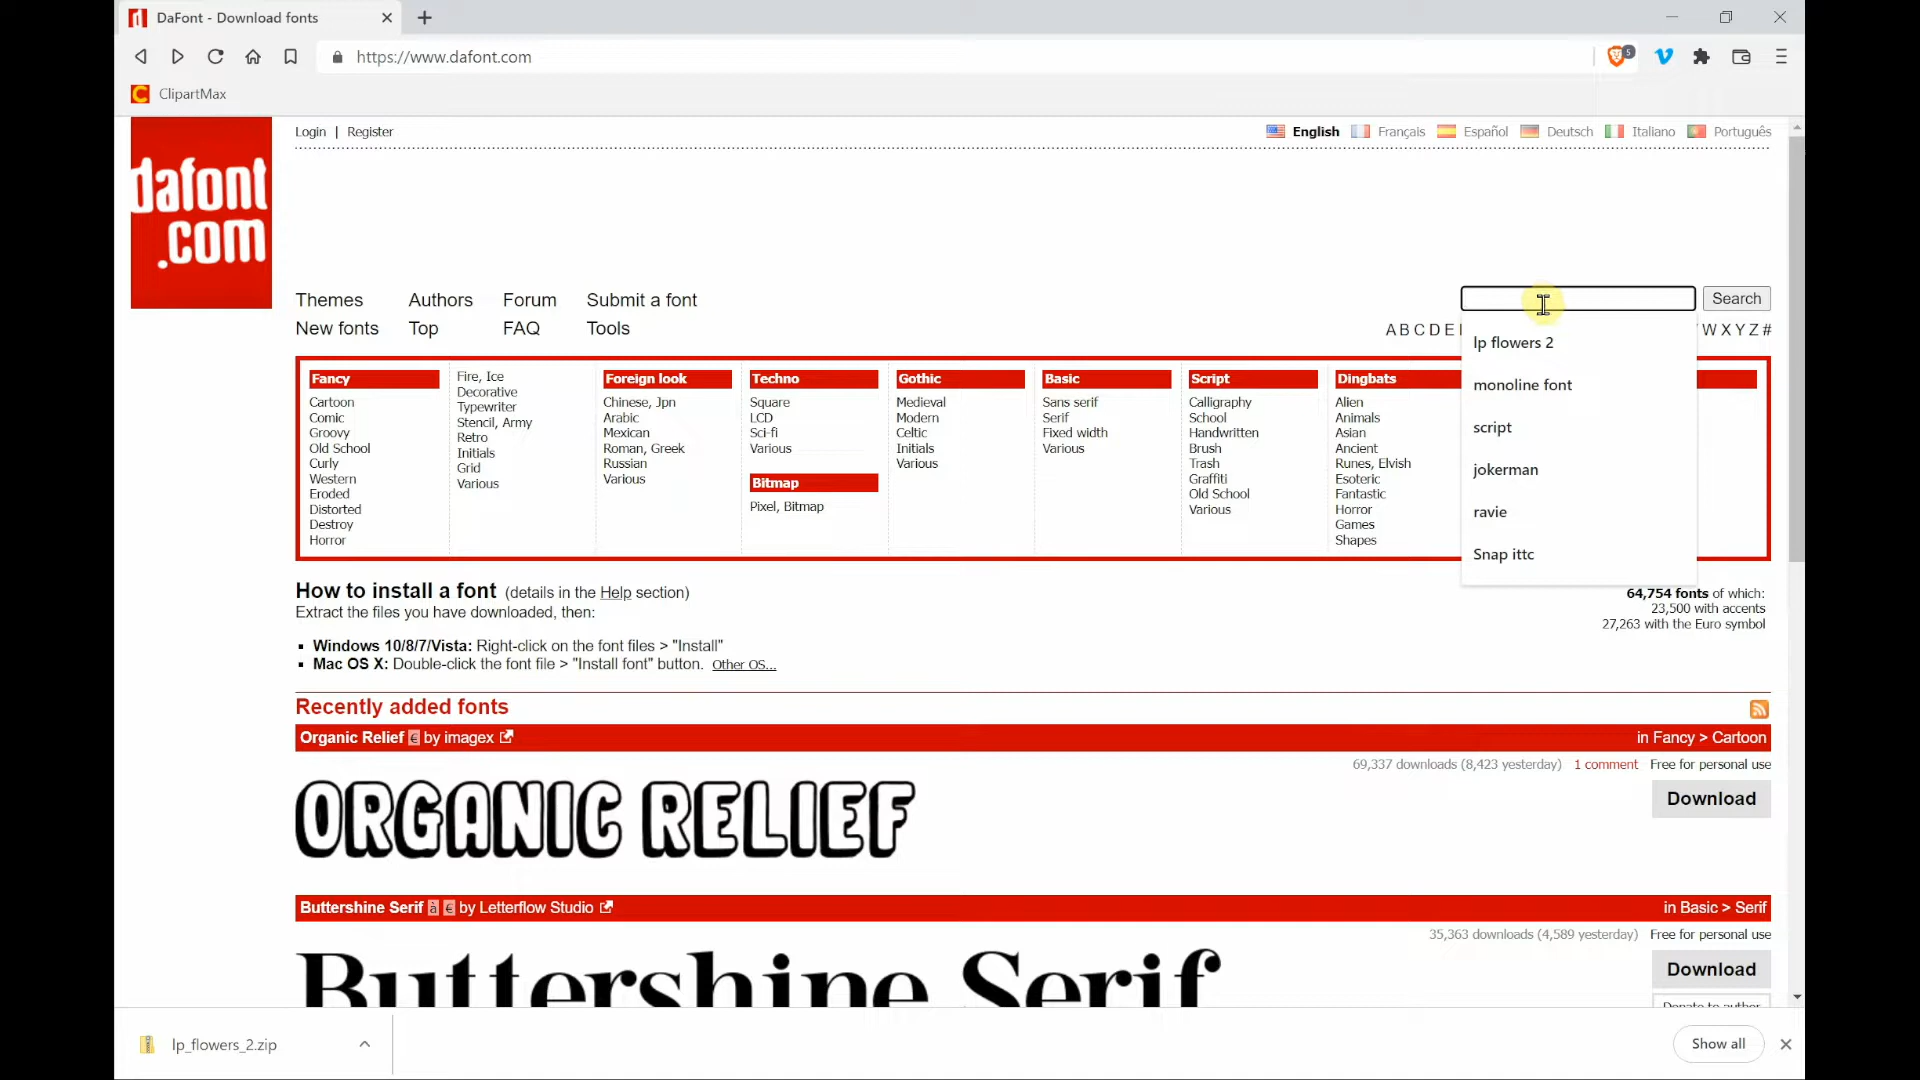 DaFont - Download fonts
https://www.dafont.com
5
ClipartMax
dafont
.com
Login | Register
English Français Español Deutsch Italiano Português
Themes Authors Forum Submit a font
New fonts Top FAQ Tools
Search
A B C D E
W X Y Z #
lp flowers 2
monoline font
script
jokerman
ravie
Snap ittc
Fancy
Cartoon
Comic
Groovy
Old School
Curly
Western
Eroded
Distorted
Destroy
Horror
Fire, Ice
Decorative
Typewriter
Stencil, Army
Retro
Initials
Grid
Various
Foreign look
Chinese, Jpn
Arabic
Mexican
Roman, Greek
Russian
Various
Techno
Square
LCD
Sci-fi
Various
Bitmap
Pixel, Bitmap
Gothic
Medieval
Modern
Celtic
Initials
Various
Basic
Sans serif
Serif
Fixed width
Various
Script
Calligraphy
School
Handwritten
Brush
Trash
Graffiti
Old School
Various
Dingbats
Alien
Animals
Asian
Ancient
Runes, Elvish
Esoteric
Fantastic
Horror
Games
Shapes
How to install a font (details in the Help section)
Extract the files you have downloaded, then:
Windows 10/8/7/Vista: Right-click on the font files > "Install"
Mac OS X: Double-click the font file > "Install font" button. Other OS...
64,754 fonts of which:
23,500 with accents
27,263 with the Euro symbol
Recently added fonts
Organic Relief € by imagex in Fancy > Cartoon
69,337 downloads (8,423 yesterday) 1 comment Free for personal use
ORGANIC RELIEF
Download
Buttershine Serif à € by Letterflow Studio in Basic > Serif
35,363 downloads (4,589 yesterday) Free for personal use
Buttershine Serif
Download
Donate to author
lp_flowers_2.zip
Show all